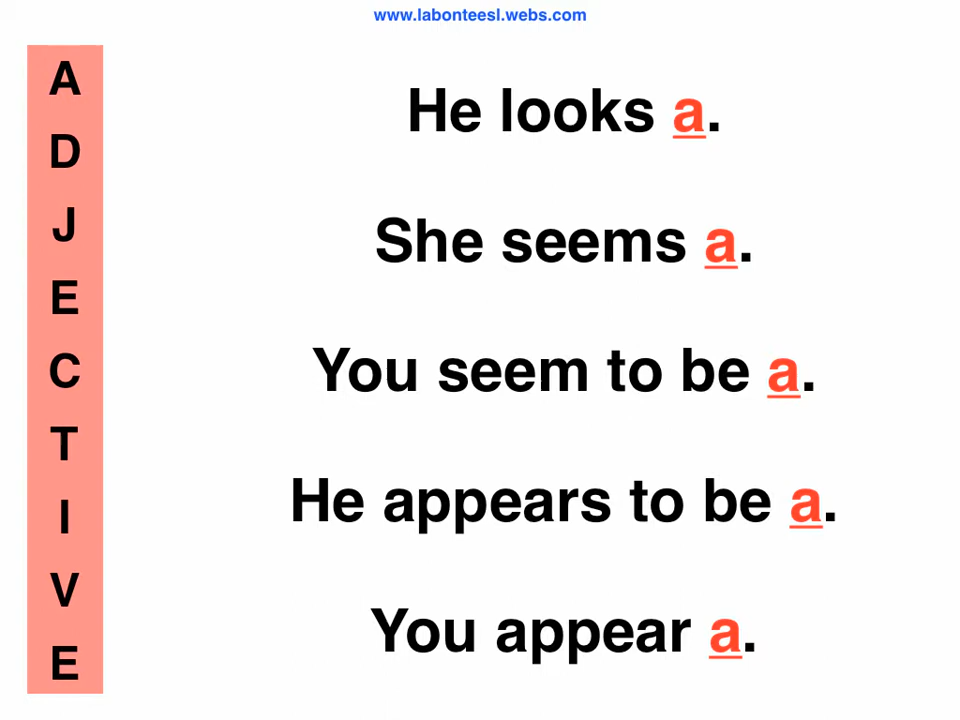 www.labonteesl.webs.com
A
D
J
E
C
T
I
V
E
He looks a.
She seems a.
You seem to be a.
He appears to be a.
You appear a.